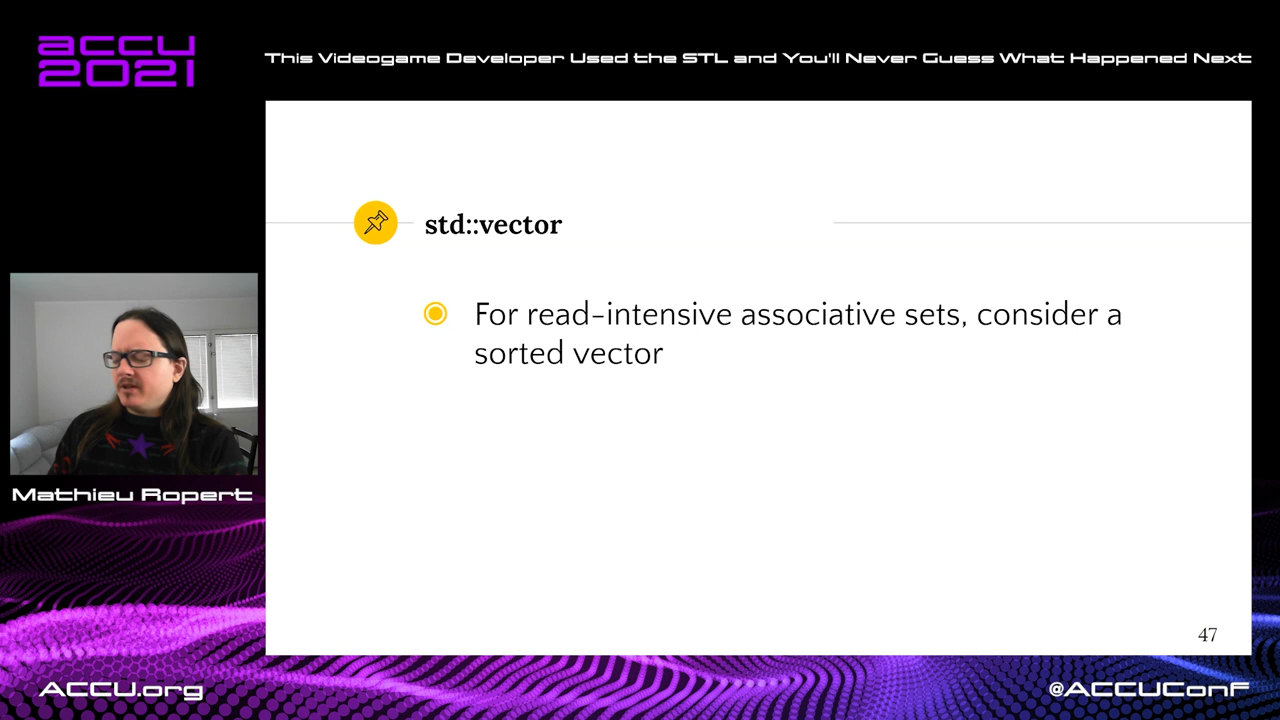 accu
2021
This Videogame Developer Used the STL and You'll Never Guess What Happened Next
std::vector
For read-intensive associative sets, consider a
sorted vector
Mathieu Ropert
47
ACCU.org
@ACCUConf